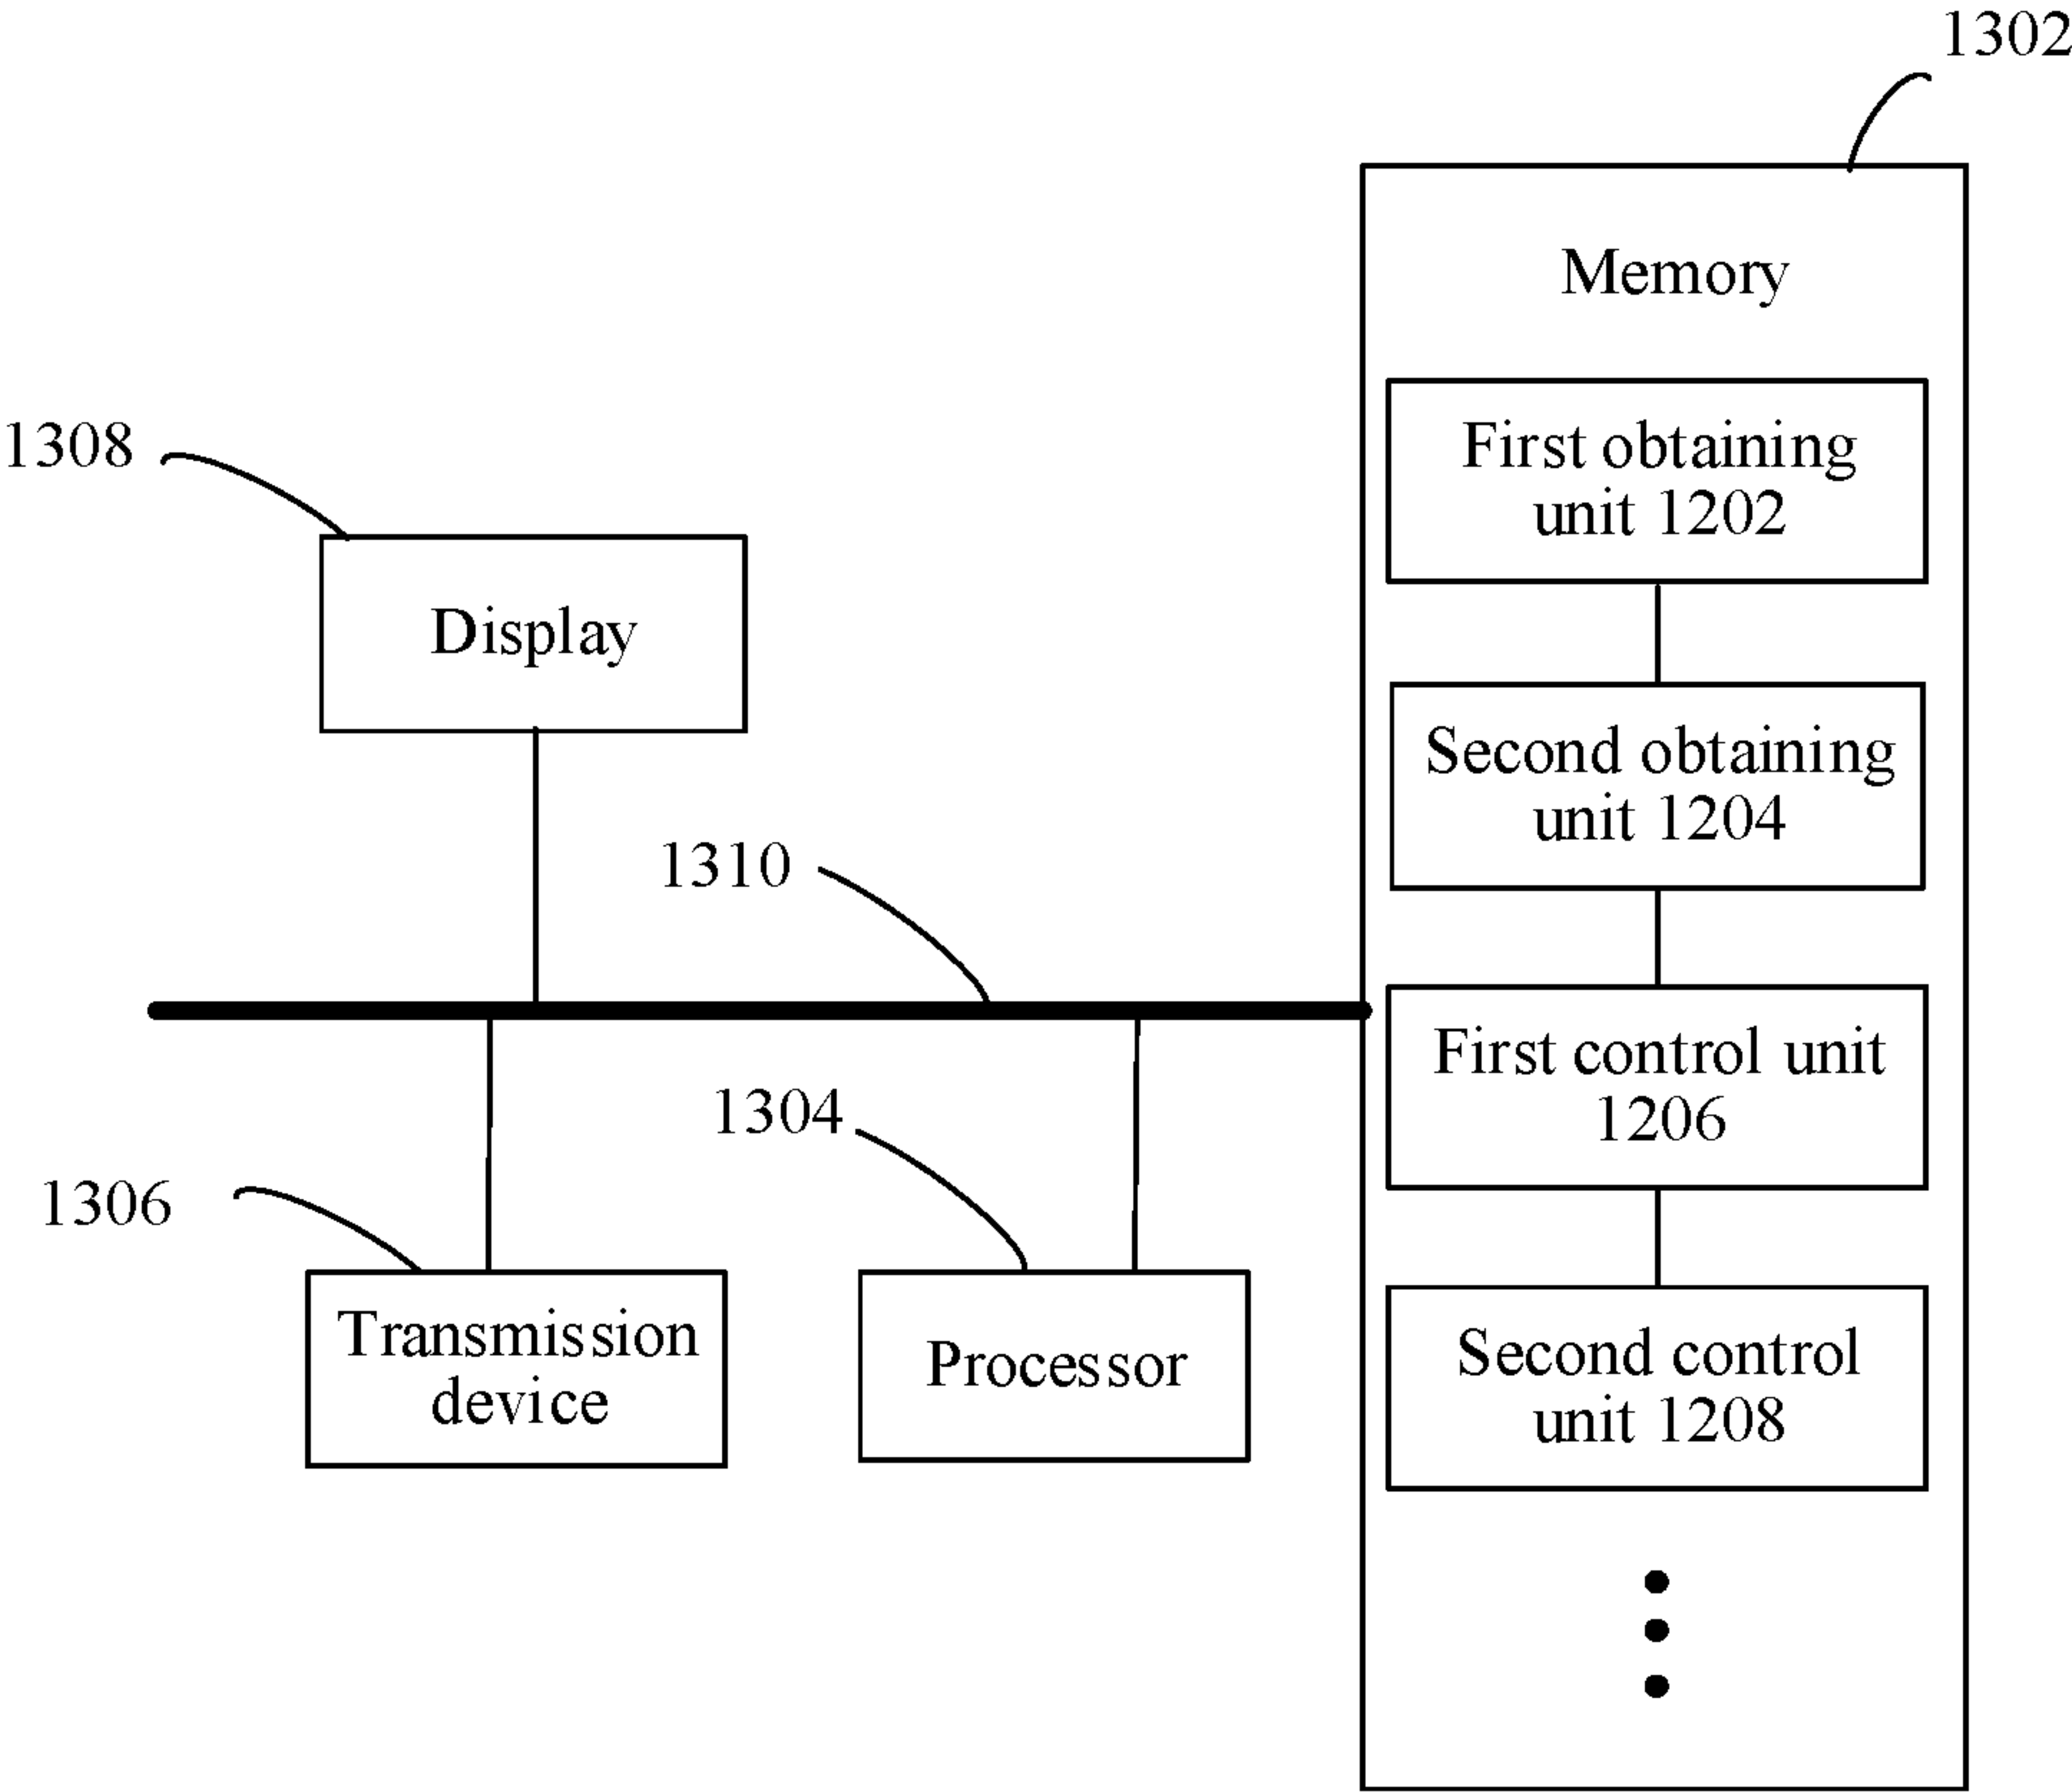 1302
Memory
First obtaining
unit 1202
1308
Display
Second obtaining
unit 1204
1310
First control unit
1206
1304
1306
Transmission
device
Processor
Second control
unit 1208